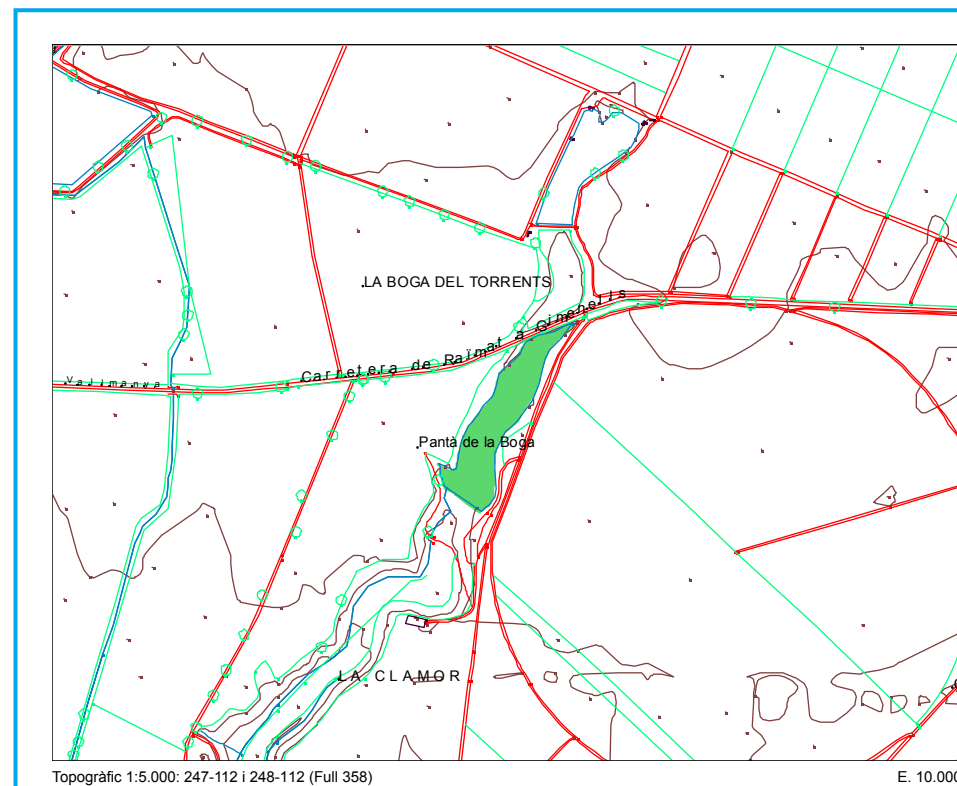 LA BOGA DEL TORRENTS
Carretera de Raïmat a Gimenells
Vallmanya
Pantà de la Boga
LA CLAMOR
Topogràfic 1:5.000: 247-112 i 248-112 (Full 358)
E. 10.000